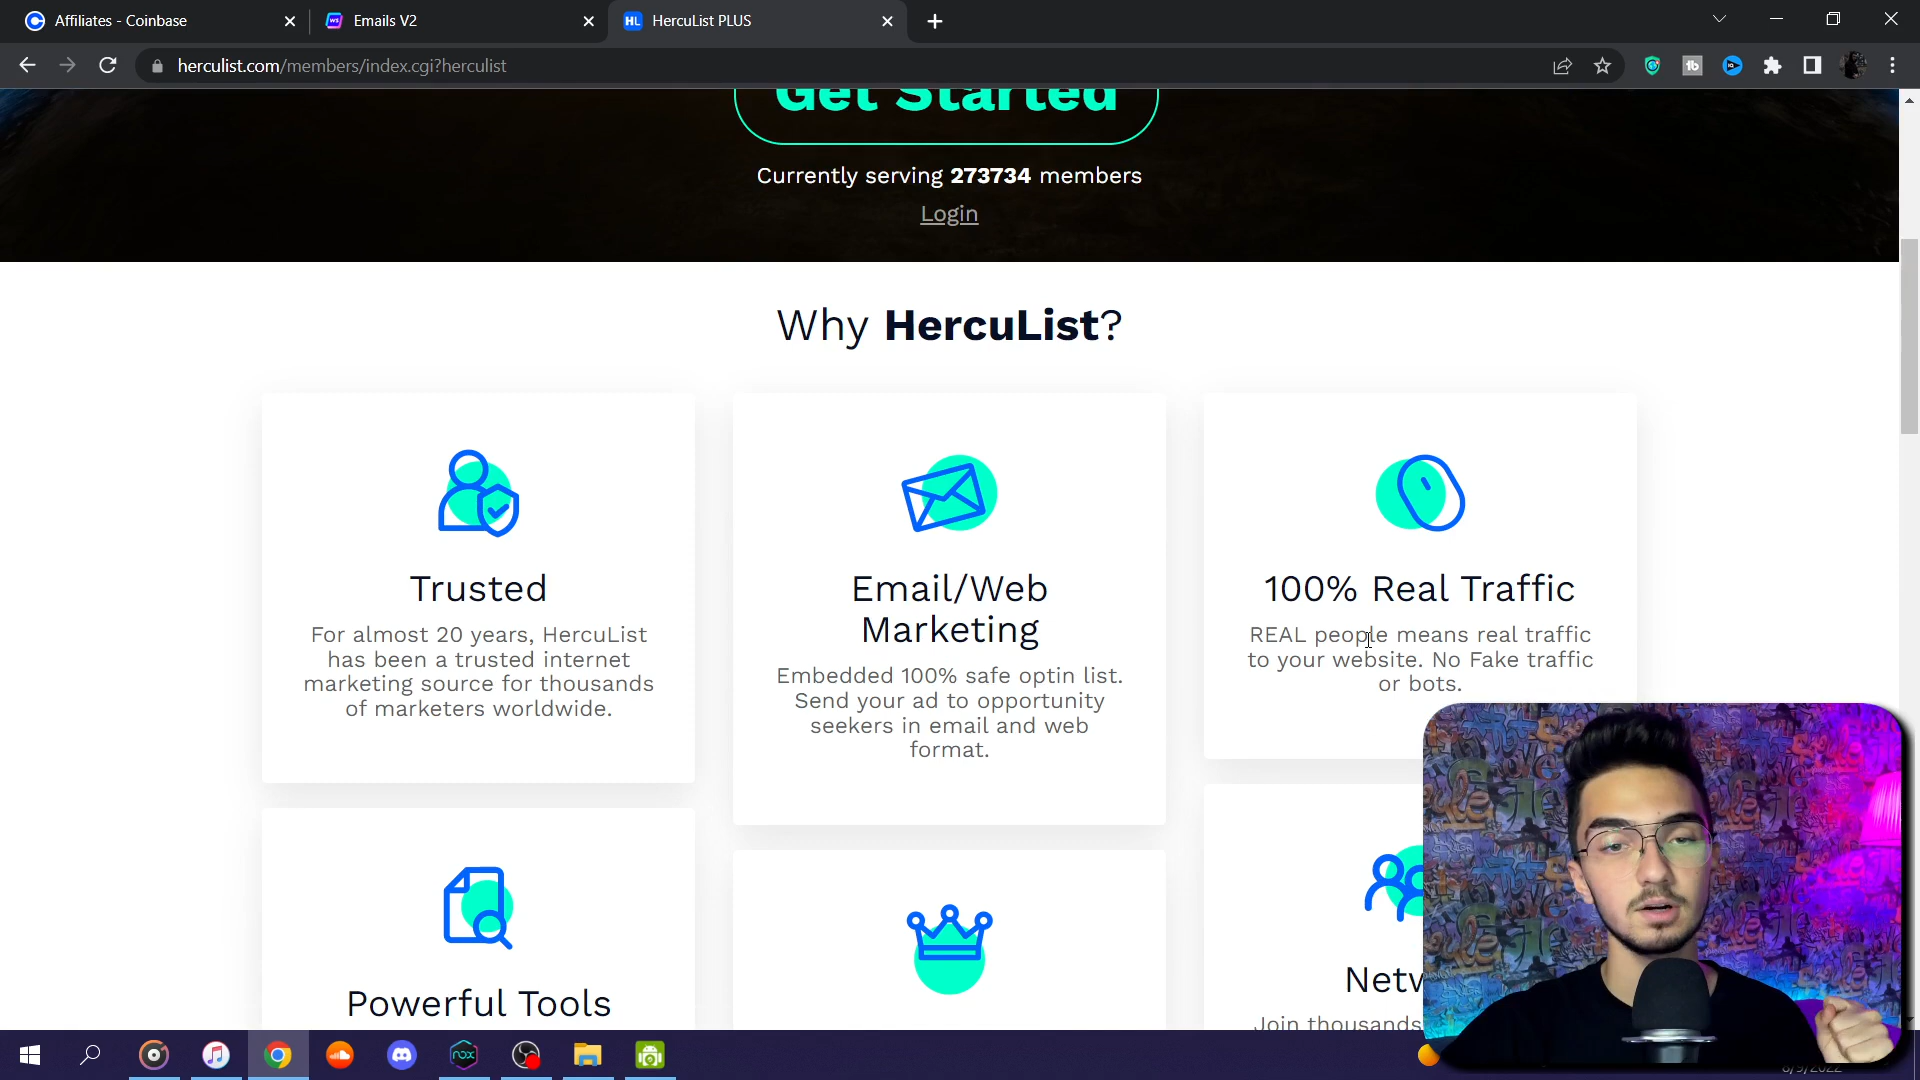 Affiliates - Coinbase
Emails V2
HL
HercuList PLUS
herculist.com/members/index.cgi?herculist
Get Started
Currently serving 273734 members
Login
Why HercuList?
Trusted
For almost 20 years, HercuList
has been a trusted internet
marketing source for thousands
of marketers worldwide.
Email/Web
Marketing
Embedded 100% safe optin list.
Send your ad to opportunity
seekers in email and web
format.
100% Real Traffic
REAL people means real traffic
to your website. No Fake traffic
or bots.
Powerful Tools
Join thousands
nox